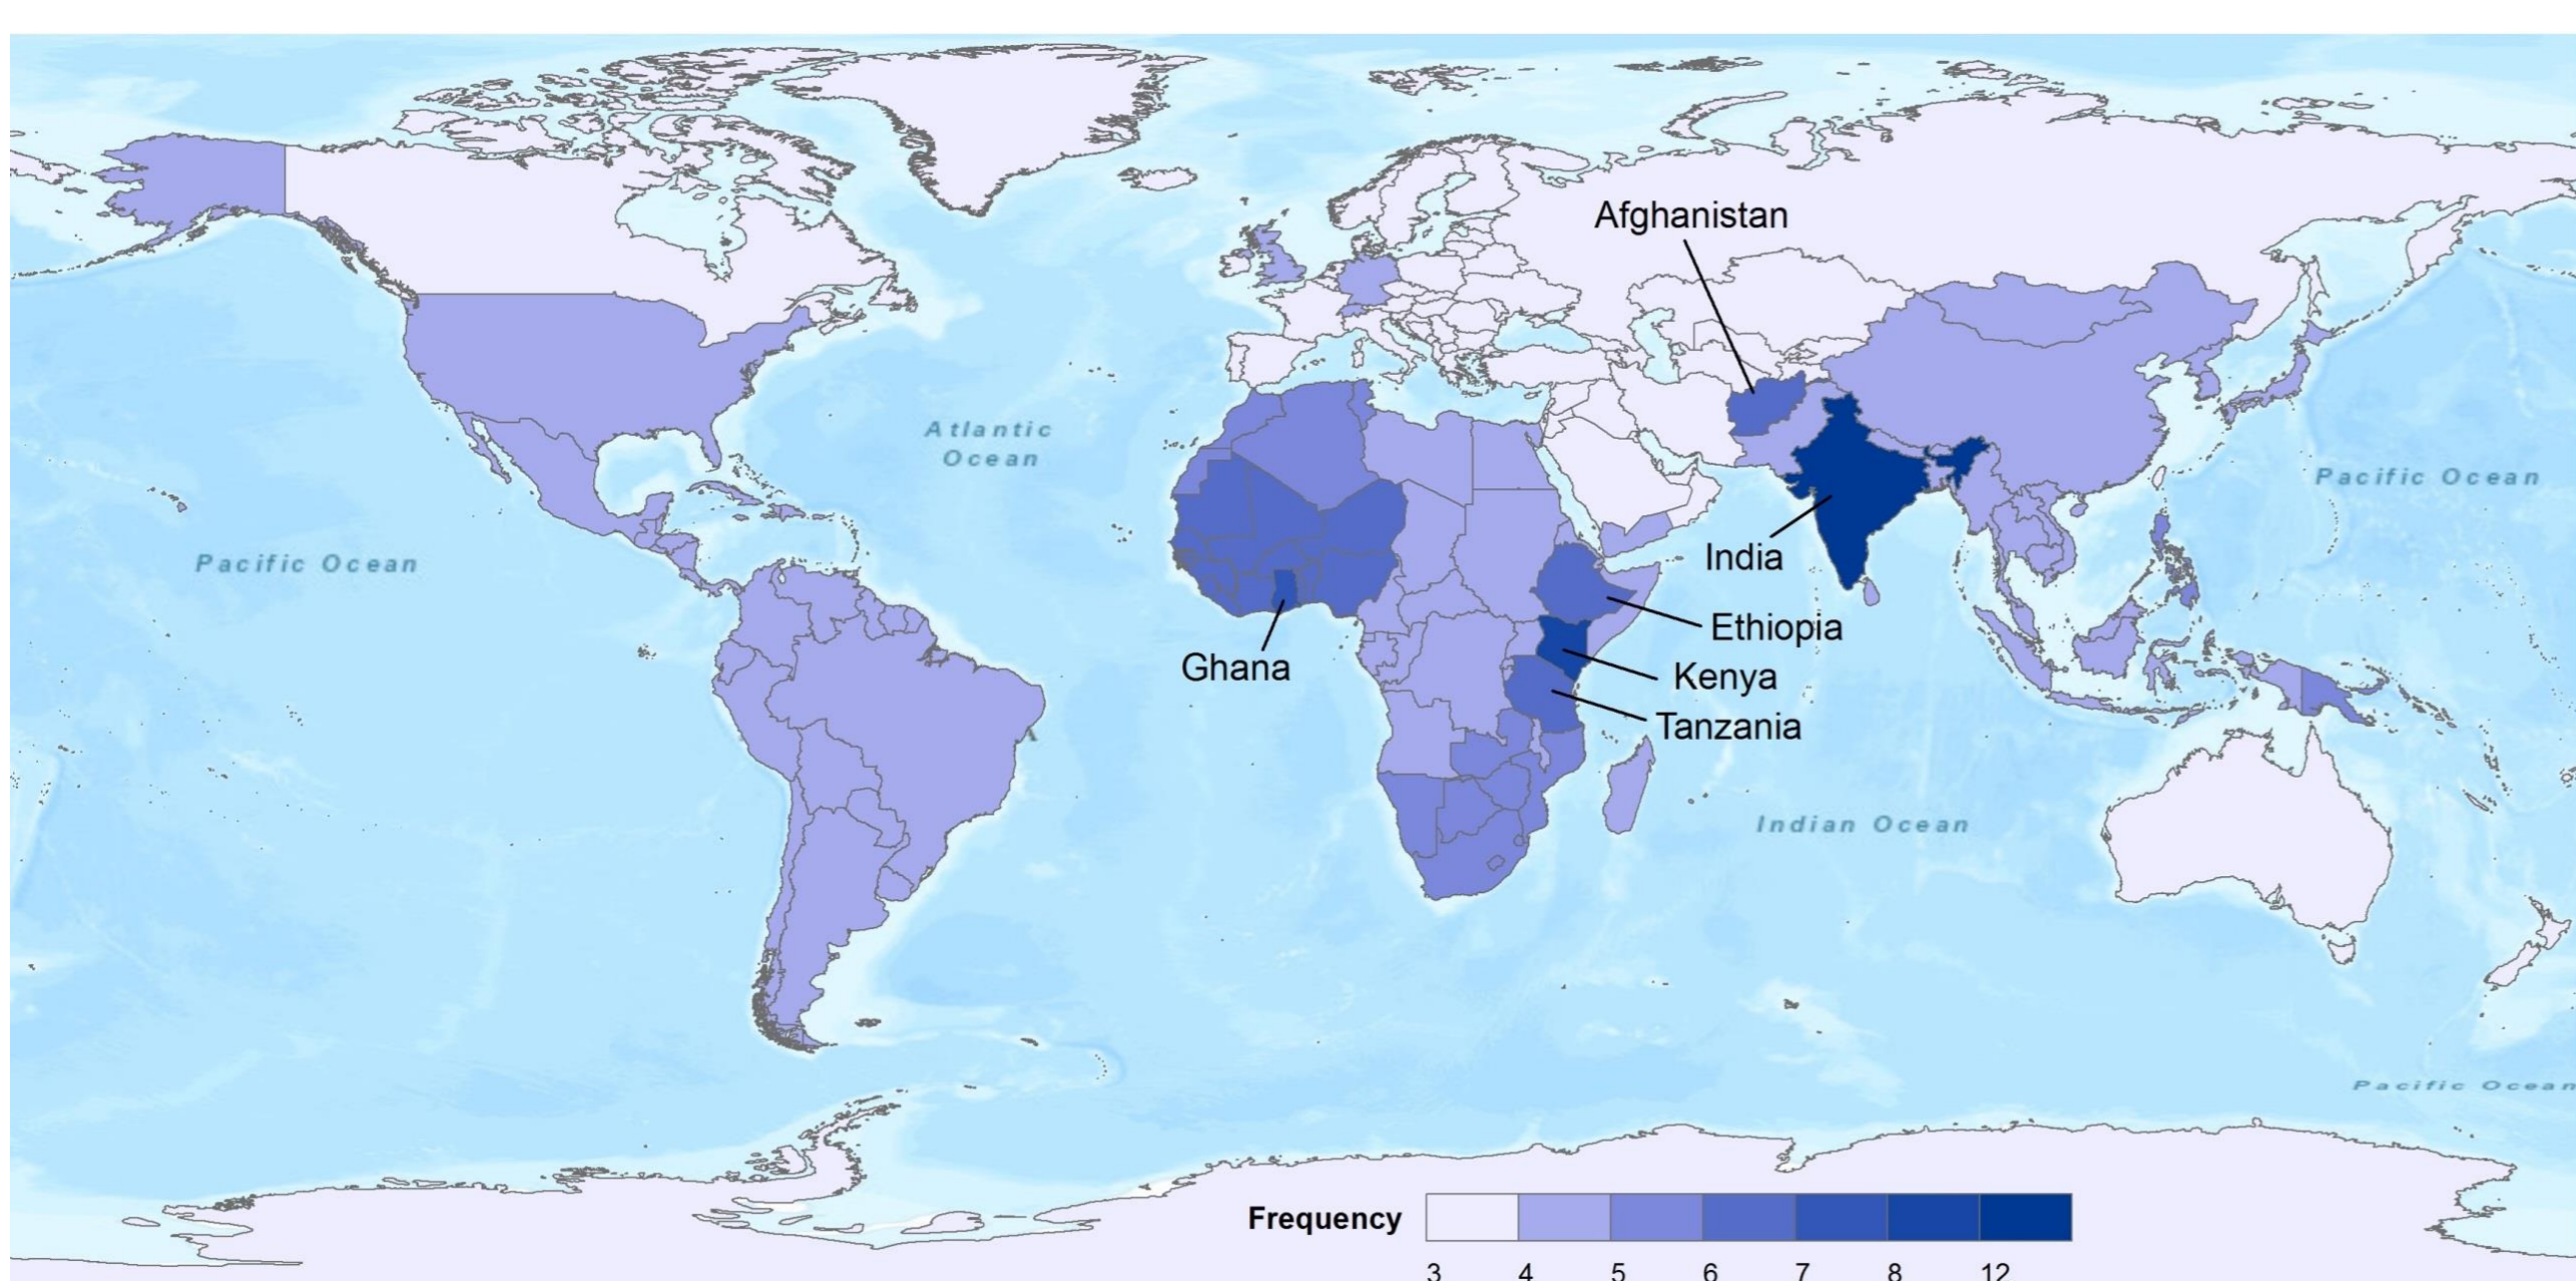 Afghanistan
Atlantic
Ocean
Pacific Ocean
Pacific Ocean
India
Ethiopia
Ghana
Kenya
Tanzania
Indian Ocean
Pacific Ocean
Frequency
3 4 5 6 7 8 12